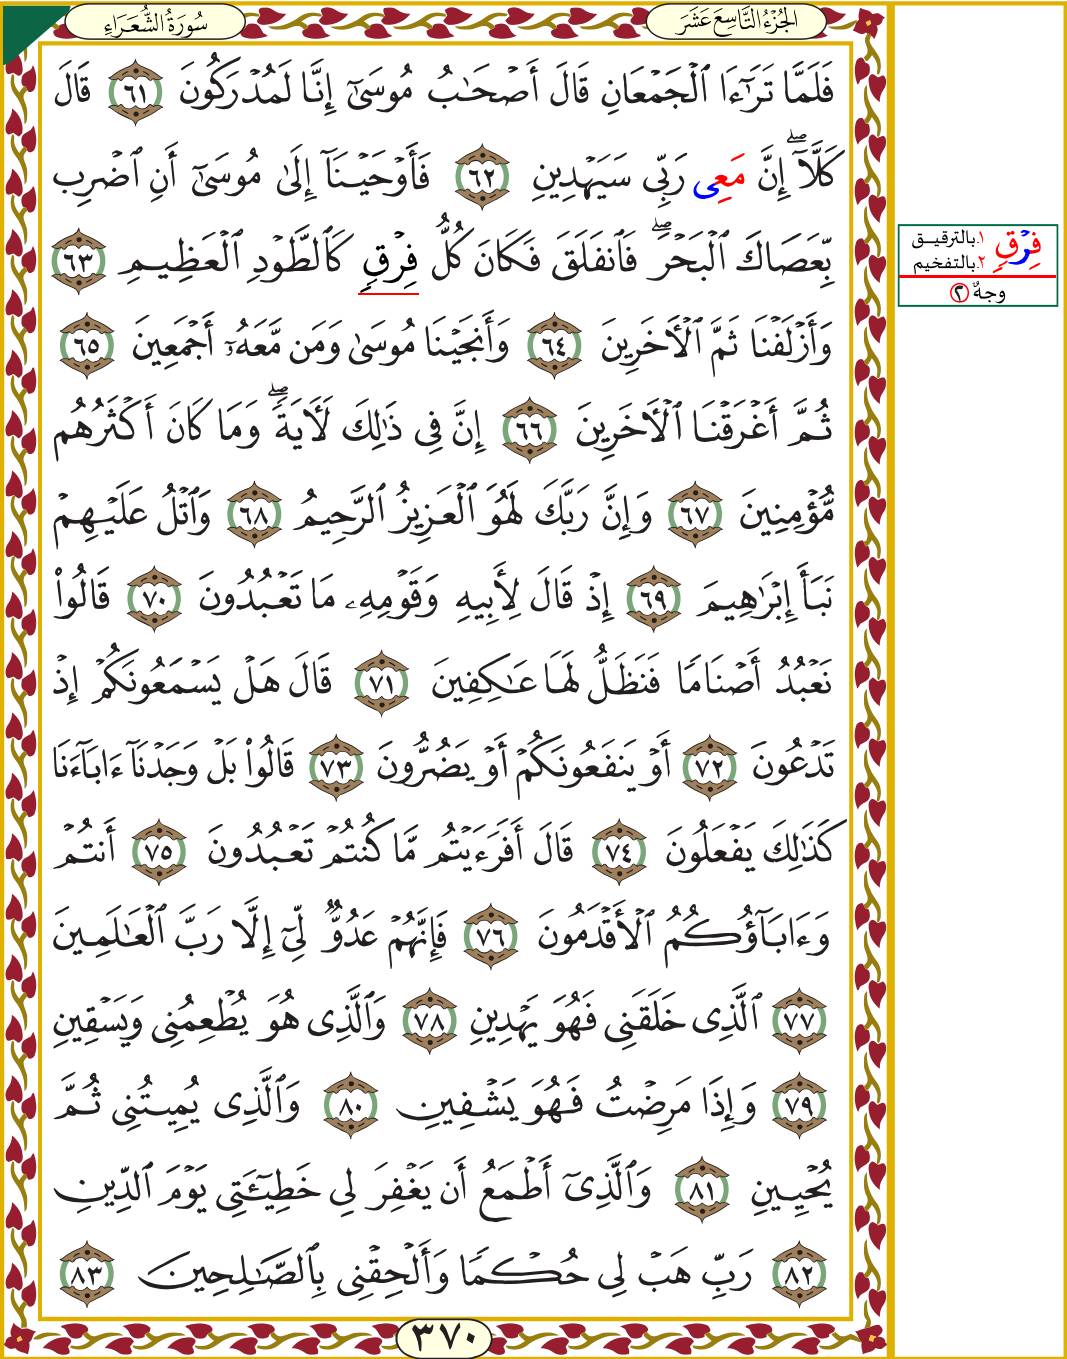 سُورَةُ الشُّعَرَاءِ
الجُزْءُ التَّاسِعَ عَشَرَ
فَلَمَّا تَرَٰٓءَا ٱلْجَمْعَانِ قَالَ أَصْحَٰبُ مُوسَىٰٓ إِنَّا لَمُدْرَكُونَ ٦١ قَالَ
كَلَّآۖ إِنَّ مَعِى رَبِّى سَيَهْدِينِ ٦٢ فَأَوْحَيْنَآ إِلَىٰ مُوسَىٰٓ أَنِ ٱضْرِب
بِّعَصَاكَ ٱلْبَحْرَۖ فَٱنفَلَقَ فَكَانَ كُلُّ فِرْقٍ كَٱلطَّوْدِ ٱلْعَظِيمِ ٦٣
وَأَزْلَفْنَا ثَمَّ ٱلْأَخَرِينَ ٦٤ وَأَنجَيْنَا مُوسَىٰ وَمَن مَّعَهُۥٓ أَجْمَعِينَ ٦٥
ثُمَّ أَغْرَقْنَا ٱلْأَخَرِينَ ٦٦ إِنَّ فِى ذَٰلِكَ لَأَيَةًۖ وَمَا كَانَ أَكْثَرُهُم
مُّؤْمِنِينَ ٦٧ وَإِنَّ رَبَّكَ لَهُوَ ٱلْعَزِيزُ ٱلرَّحِيمُ ٦٨ وَٱتْلُ عَلَيْهِمْ
نَبَأَ إِبْرَٰهِيمَ ٦٩ إِذْ قَالَ لِأَبِيهِ وَقَوْمِهِۦ مَا تَعْبُدُونَ ٧٠ قَالُوا۟
نَعْبُدُ أَصْنَامًا فَنَظَلُّ لَهَا عَٰكِفِينَ ٧١ قَالَ هَلْ يَسْمَعُونَكُمْ إِذْ
تَدْعُونَ ٧٢ أَوْ يَنفَعُونَكُمْ أَوْ يَضُرُّونَ ٧٣ قَالُوا۟ بَلْ وَجَدْنَآ ءَابَآءَنَا
كَذَٰلِكَ يَفْعَلُونَ ٧٤ قَالَ أَفَرَءَيْتُم مَّا كُنتُمْ تَعْبُدُونَ ٧٥ أَنتُمْ
وَءَابَآؤُكُمُ ٱلْأَقْدَمُونَ ٧٦ فَإِنَّهُمْ عَدُوٌّ لِّىٓ إِلَّا رَبَّ ٱلْعَٰلَمِينَ
٧٧ ٱلَّذِى خَلَقَنِى فَهُوَ يَهْدِينِ ٧٨ وَٱلَّذِى هُوَ يُطْعِمُنِى وَيَسْقِينِ
٧٩ وَإِذَا مَرِضْتُ فَهُوَ يَشْفِينِ ٨٠ وَٱلَّذِى يُمِيتُنِى ثُمَّ
يُحْيِينِ ٨١ وَٱلَّذِىٓ أَطْمَعُ أَن يَغْفِرَ لِى خَطِيٓـَٔتِى يَوْمَ ٱلدِّينِ
٨٢ رَبِّ هَبْ لِى حُكْمًا وَأَلْحِقْنِى بِٱلصَّٰلِحِينَ ٨٣
٣٧٠
فِرْقٍ ١.بالترقيق
٢.بالتفخيم
وجهٌ ٢